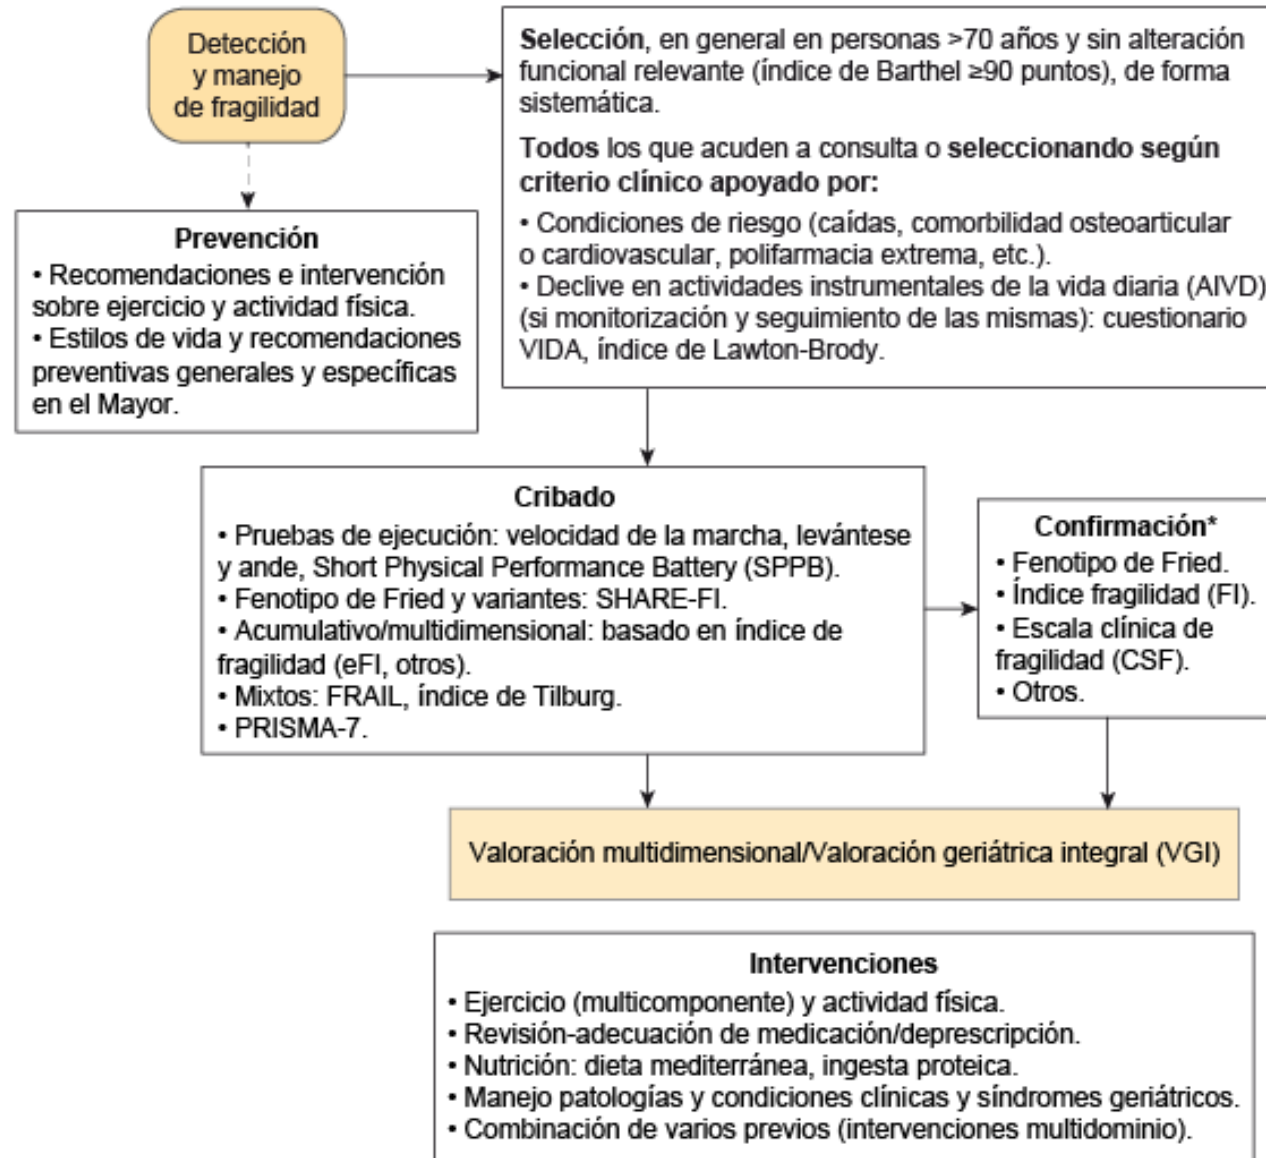 Detección
y manejo
de fragilidad
Selección, en general en personas >70 años y sin alteración
funcional relevante (índice de Barthel ≥90 puntos), de forma
sistemática.
Todos los que acuden a consulta o seleccionando según
criterio clínico apoyado por:
• Condiciones de riesgo (caídas, comorbilidad osteoarticular
o cardiovascular, polifarmacia extrema, etc.).
• Declive en actividades instrumentales de la vida diaria (AIVD)
(si monitorización y seguimiento de las mismas): cuestionario
VIDA, índice de Lawton-Brody.
Prevención
• Recomendaciones e intervención
sobre ejercicio y actividad física.
• Estilos de vida y recomendaciones
preventivas generales y específicas
en el Mayor.
Cribado
• Pruebas de ejecución: velocidad de la marcha, levántese
y ande, Short Physical Performance Battery (SPPB).
• Fenotipo de Fried y variantes: SHARE-FI.
• Acumulativo/multidimensional: basado en índice de
fragilidad (eFI, otros).
• Mixtos: FRAIL, índice de Tilburg.
• PRISMA-7.
Confirmación*
• Fenotipo de Fried.
• Índice fragilidad (FI).
• Escala clínica de
fragilidad (CSF).
• Otros.
Valoración multidimensional/Valoración geriátrica integral (VGI)
Intervenciones
• Ejercicio (multicomponente) y actividad física.
• Revisión-adecuación de medicación/deprescripción.
• Nutrición: dieta mediterránea, ingesta proteica.
• Manejo patologías y condiciones clínicas y síndromes geriátricos.
• Combinación de varios previos (intervenciones multidominio).